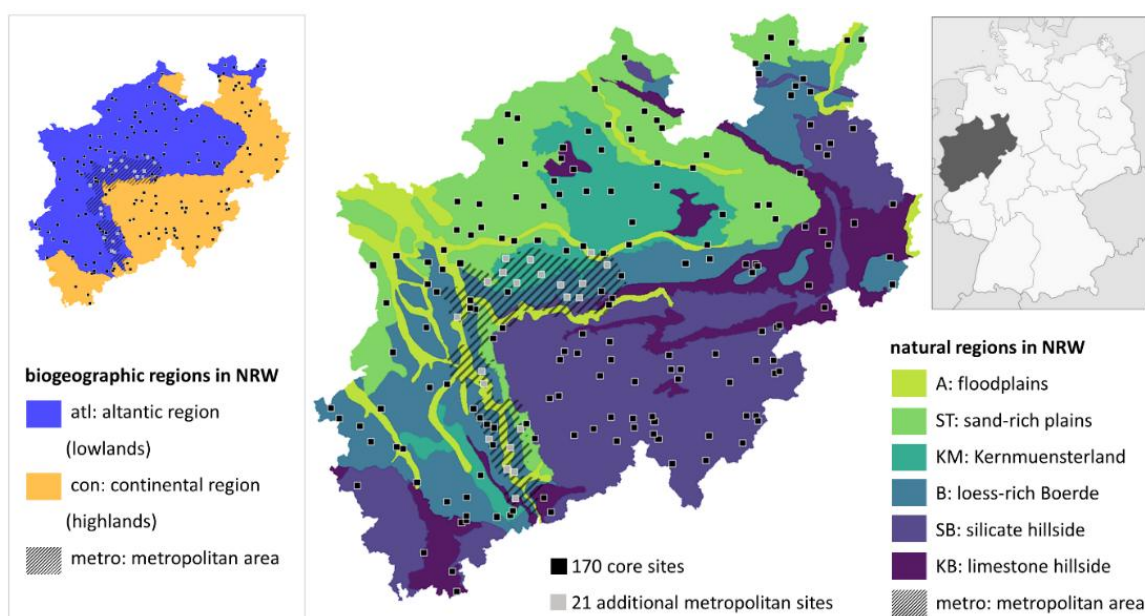 biogeographic regions in NRW
atl: altantic region
(lowlands)
con: continental region
(highlands)
metro: metropolitan area
170 core sites
21 additional metropolitan sites
natural regions in NRW
A: floodplains
ST: sand-rich plains
KM: Kernmuensterland
B: loess-rich Boerde
SB: silicate hillside
KB: limestone hillside
metro: metropolitan area